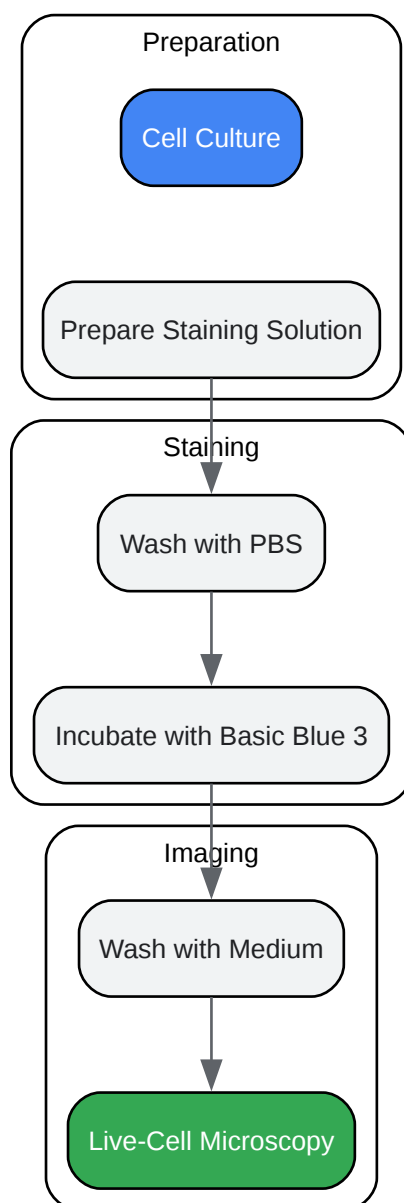 Preparation
Cell Culture
Prepare Staining Solution
Staining
Wash with PBS
Incubate with Basic Blue 3
Imaging
Wash with Medium
Live-Cell Microscopy